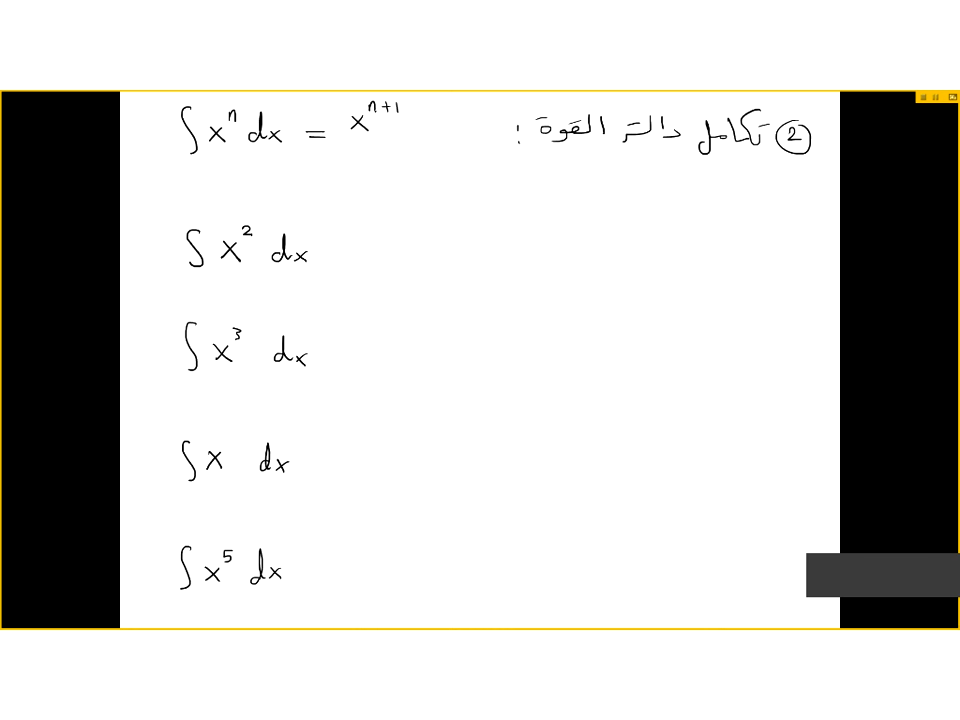 ② تكامل دالة القوة :
∫ xⁿ dx = xⁿ⁺¹
∫ x² dx
∫ x³ dx
∫ x dx
∫ x⁵ dx